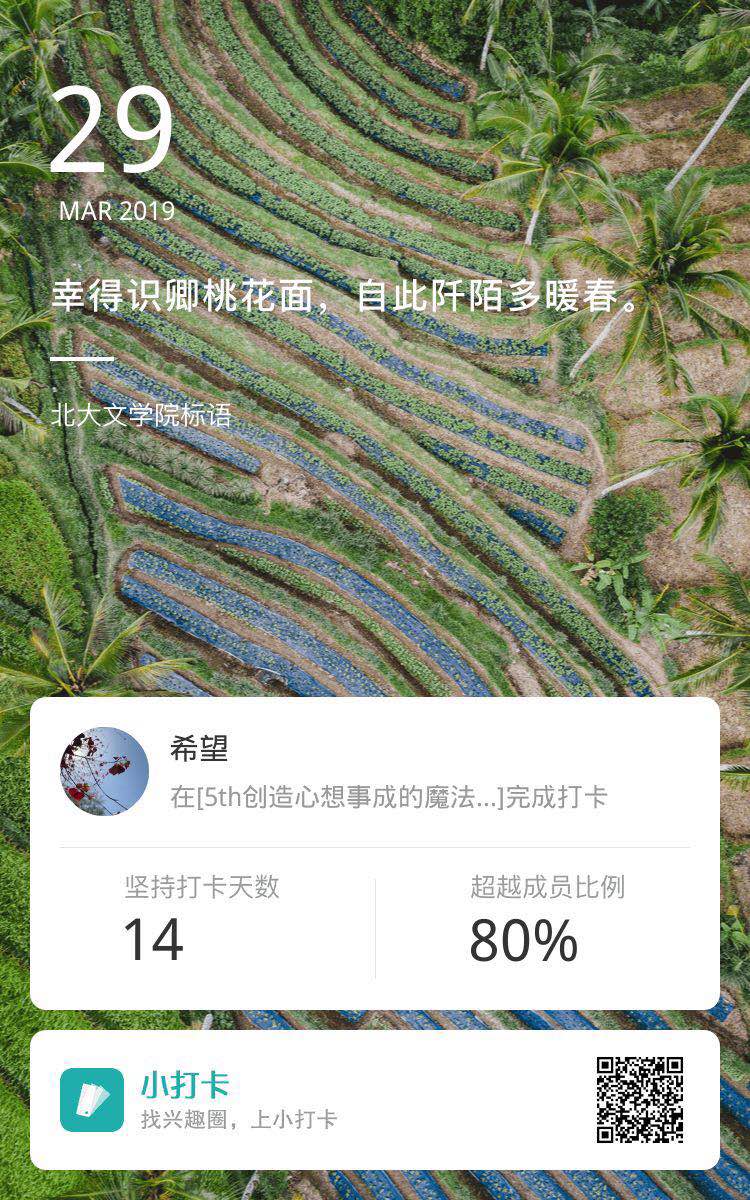 29
MAR 2019
幸得识卿桃花面，自此阡陌多暖春。
北大文学院标语
希望
在[5th创造心想事成的魔法...]完成打卡
坚持打卡天数
超越成员比例
14
80%
小打卡
找兴趣圈，上小打卡